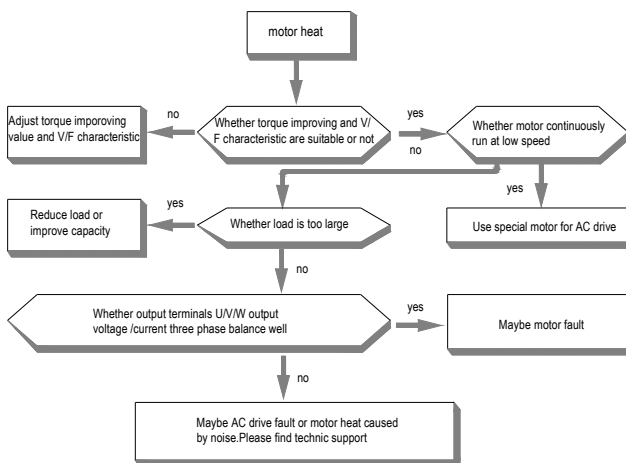 motor heat
no
Adjust torque imporoving
value and V/F characteristic
Whether torque improving and V/
F characteristic are suitable or not
yes
no
Whether motor continuously
run at low speed
yes
Reduce load or
improve capacity
yes
Whether load is too large
Use special motor for AC drive
no
Whether output terminals U/V/W output
voltage /current three phase balance well
yes
Maybe motor fault
no
Maybe AC drive fault or motor heat caused
by noise.Please find technic support